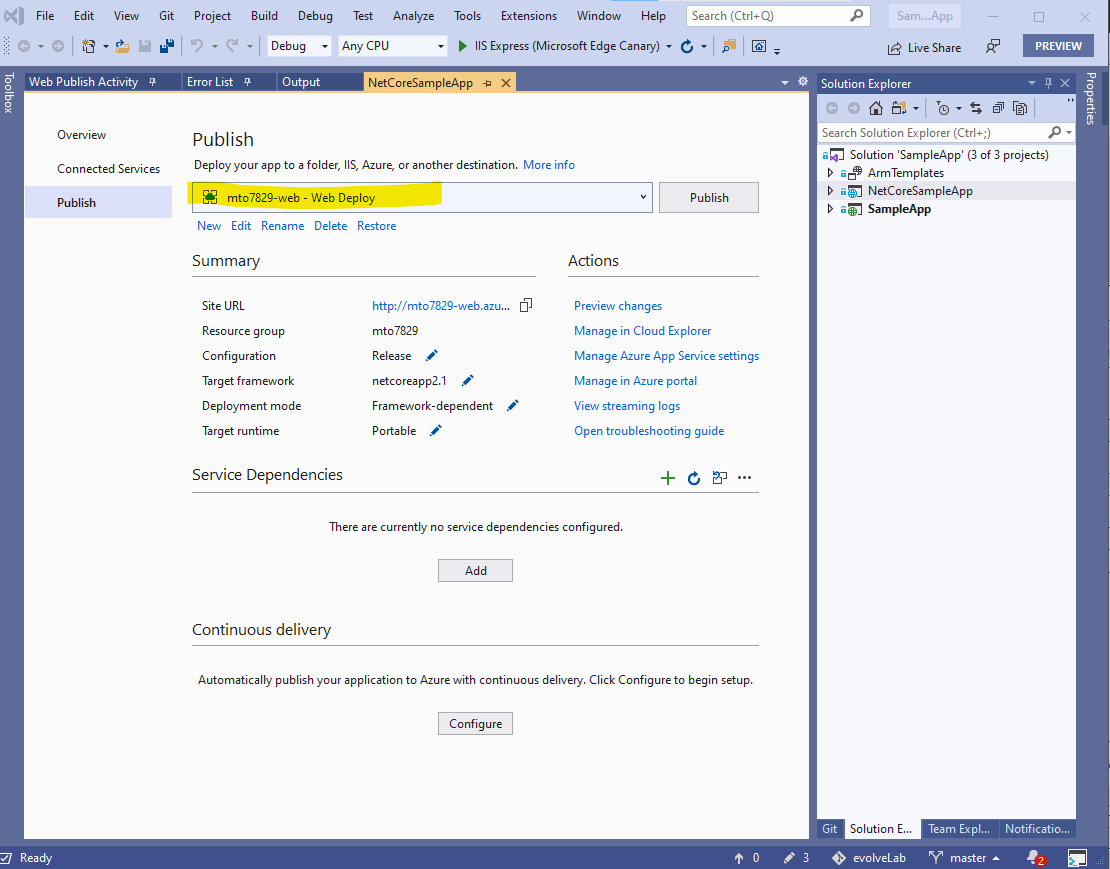 File Edit View Git Project Build Debug Test Analyze Tools Extensions Window Help Search (Ctrl+Q) Sam...App
Debug Any CPU IIS Express (Microsoft Edge Canary) Live Share PREVIEW
Toolbox
Web Publish Activity Error List Output NetCoreSampleApp
Overview
Connected Services
Publish
Publish
Deploy your app to a folder, IIS, Azure, or another destination. More info
mto7829-web - Web Deploy Publish
New Edit Rename Delete Restore
Summary
Site URL http://mto7829-web.azu...
Resource group mto7829
Configuration Release
Target framework netcoreapp2.1
Deployment mode Framework-dependent
Target runtime Portable
Actions
Preview changes
Manage in Cloud Explorer
Manage Azure App Service settings
Manage in Azure portal
View streaming logs
Open troubleshooting guide
Service Dependencies
There are currently no service dependencies configured.
Add
Continuous delivery
Automatically publish your application to Azure with continuous delivery. Click Configure to begin setup.
Configure
Solution Explorer
Search Solution Explorer (Ctrl+;)
Solution 'SampleApp' (3 of 3 projects)
ArmTemplates
NetCoreSampleApp
SampleApp
Git Solution E... Team Expl... Notificatio...
Properties
Ready 0 3 evolveLab master 2